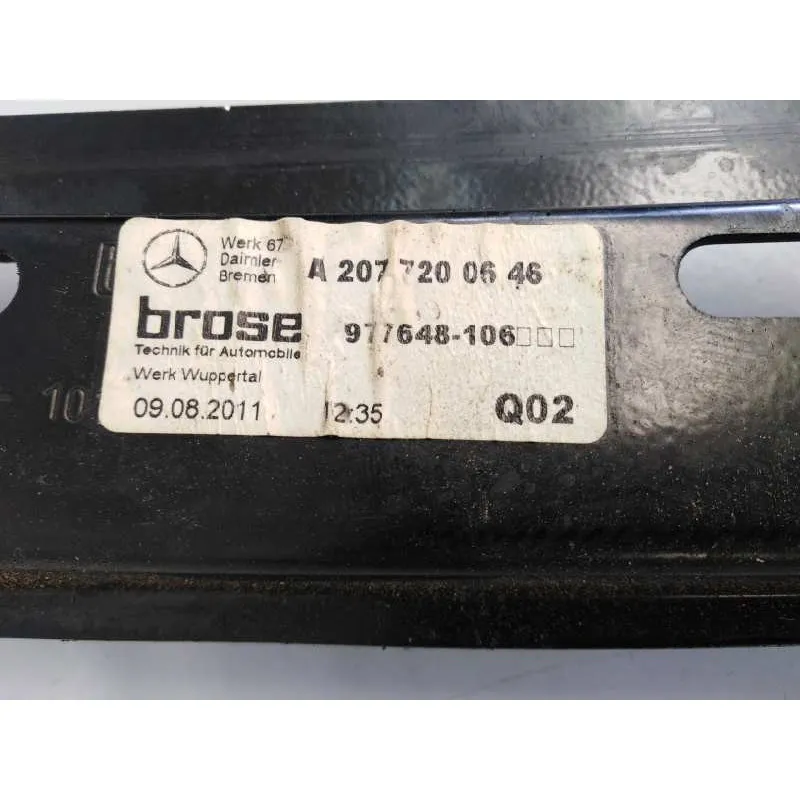 Werk 67
Daimler-
Bremen
A 207 720 06 46
brose
977648-106□□□
Technik für Automobile
Werk Wuppertal
09.08.2011 12:35 Q02
10